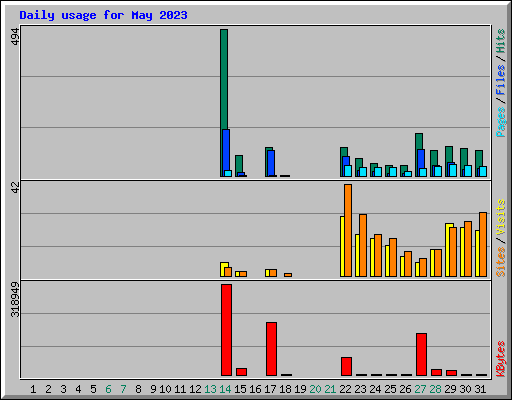 Daily usage for May 2023
494
42
318949
Pages / Files / Hits
Sites / Visits
KBytes
1 2 3 4 5 6 7 8 9 10 11 12 13 14 15 16 17 18 19 20 21 22 23 24 25 26 27 28 29 30 31